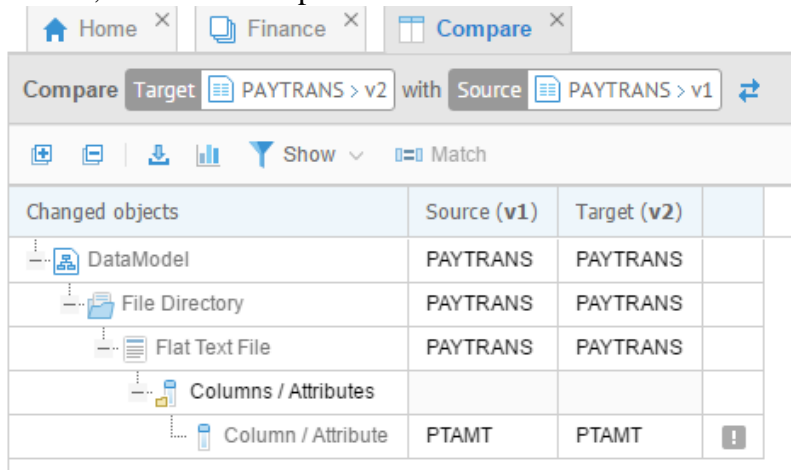 Home × Finance × Compare ×
Compare Target PAYTRANS > v2 with Source PAYTRANS > v1
Show Match
Changed objects Source (v1) Target (v2)
DataModel PAYTRANS PAYTRANS
File Directory PAYTRANS PAYTRANS
Flat Text File PAYTRANS PAYTRANS
Columns / Attributes
Column / Attribute PTAMT PTAMT !